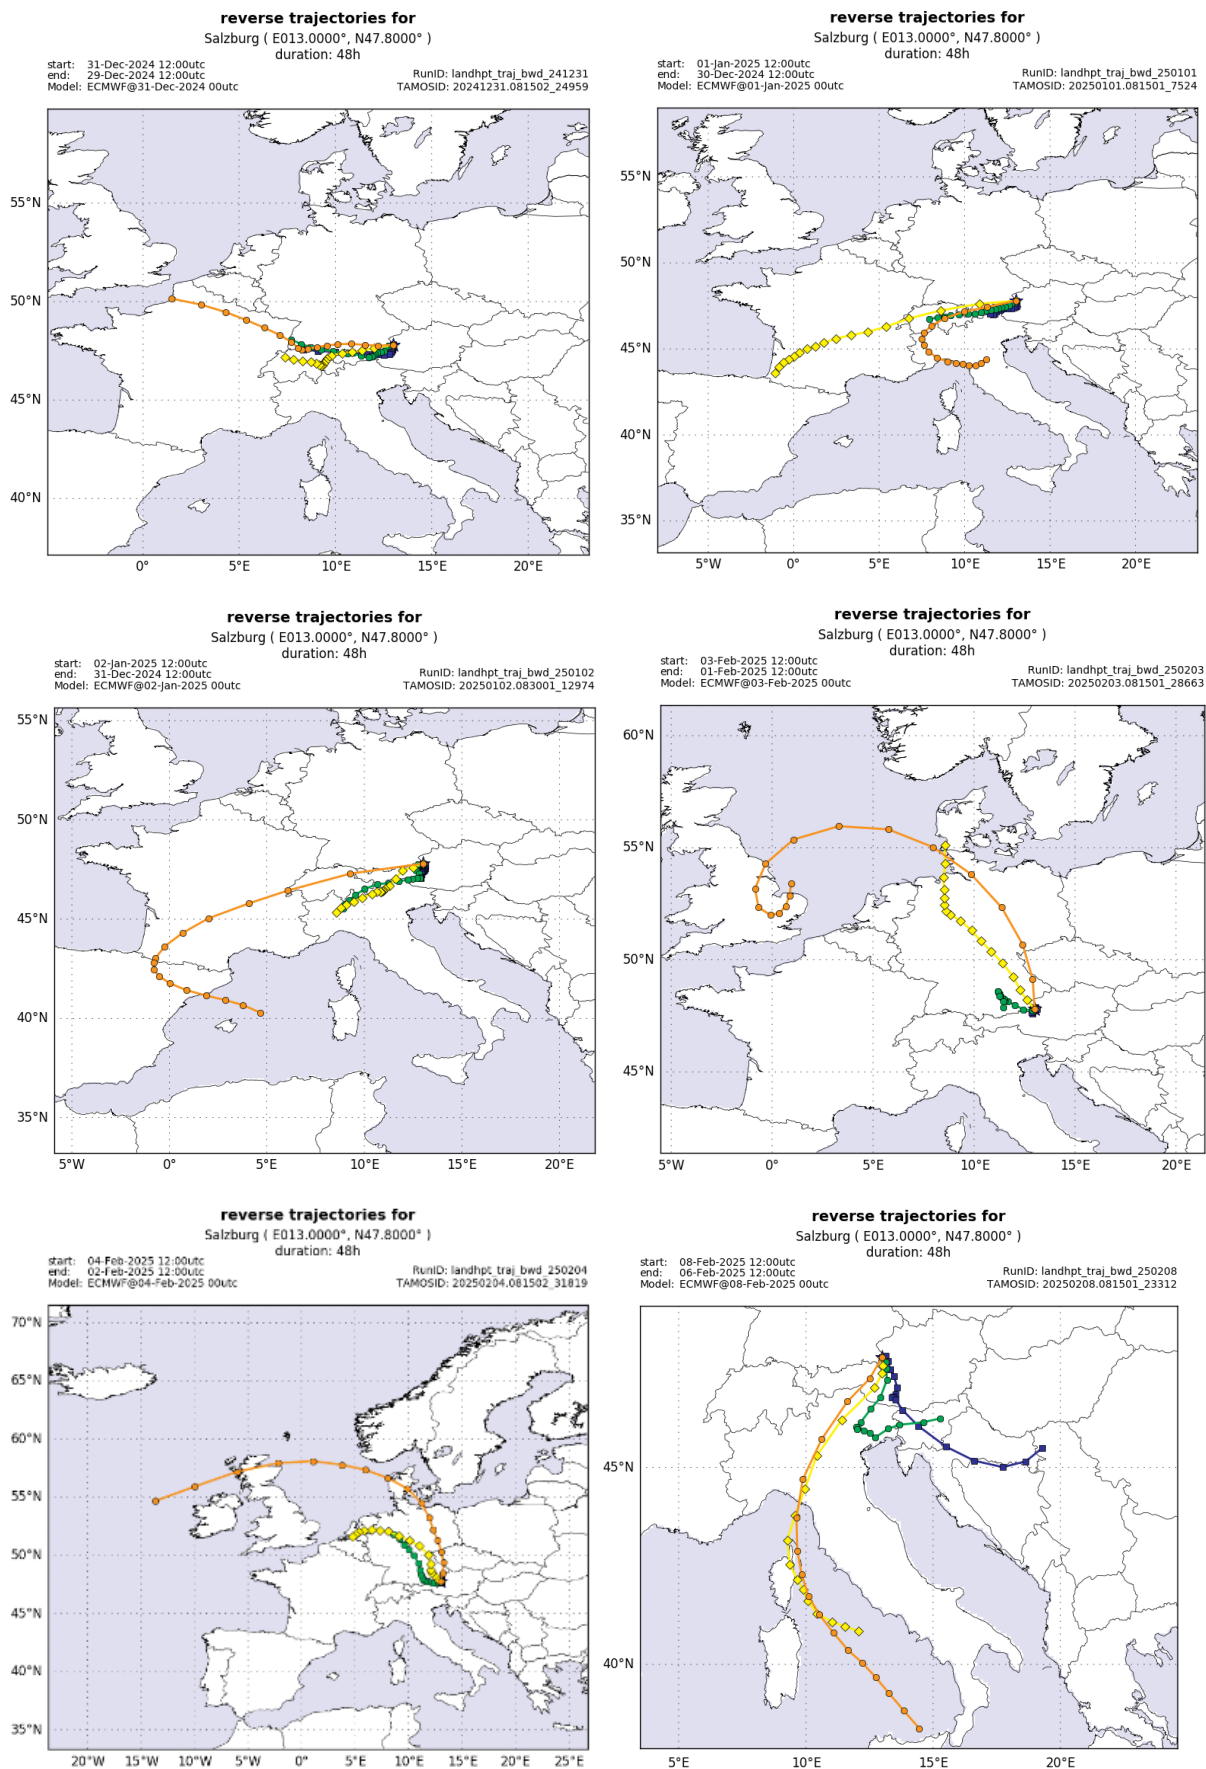 reverse trajectories for
Salzburg ( E013.0000°, N47.8000° )
duration: 48h
start: 31-Dec-2024 12:00utc
end: 29-Dec-2024 12:00utc
Model: ECMWF@31-Dec-2024 00utc
RunID: landhpt_traj_bwd_241231
TAMOSID: 20241231.081502_24959
55°N
50°N
45°N
40°N
0°
5°E
10°E
15°E
20°E
reverse trajectories for
Salzburg ( E013.0000°, N47.8000° )
duration: 48h
start: 01-Jan-2025 12:00utc
end: 30-Dec-2024 12:00utc
Model: ECMWF@01-Jan-2025 00utc
RunID: landhpt_traj_bwd_250101
TAMOSID: 20250101.081501_7524
55°N
50°N
45°N
40°N
35°N
5°W
0°
5°E
10°E
15°E
20°E
reverse trajectories for
Salzburg ( E013.0000°, N47.8000° )
duration: 48h
start: 02-Jan-2025 12:00utc
end: 31-Dec-2024 12:00utc
Model: ECMWF@02-Jan-2025 00utc
RunID: landhpt_traj_bwd_250102
TAMOSID: 20250102.083001_12974
55°N
50°N
45°N
40°N
35°N
5°W
0°
5°E
10°E
15°E
20°E
reverse trajectories for
Salzburg ( E013.0000°, N47.8000° )
duration: 48h
start: 03-Feb-2025 12:00utc
end: 01-Feb-2025 12:00utc
Model: ECMWF@03-Feb-2025 00utc
RunID: landhpt_traj_bwd_250203
TAMOSID: 20250203.081501_28663
60°N
55°N
50°N
45°N
5°W
0°
5°E
10°E
15°E
20°E
reverse trajectories for
Salzburg ( E013.0000°, N47.8000° )
duration: 48h
start: 04-Feb-2025 12:00utc
end: 02-Feb-2025 12:00utc
Model: ECMWF@04-Feb-2025 00utc
RunID: landhpt_traj_bwd_250204
TAMOSID: 20250204.081502_31819
70°N
65°N
60°N
55°N
50°N
45°N
40°N
35°N
20°W
15°W
10°W
5°W
0°
5°E
10°E
15°E
20°E
25°E
reverse trajectories for
Salzburg ( E013.0000°, N47.8000° )
duration: 48h
start: 08-Feb-2025 12:00utc
end: 06-Feb-2025 12:00utc
Model: ECMWF@08-Feb-2025 00utc
RunID: landhpt_traj_bwd_250208
TAMOSID: 20250208.081501_23312
45°N
40°N
5°E
10°E
15°E
20°E